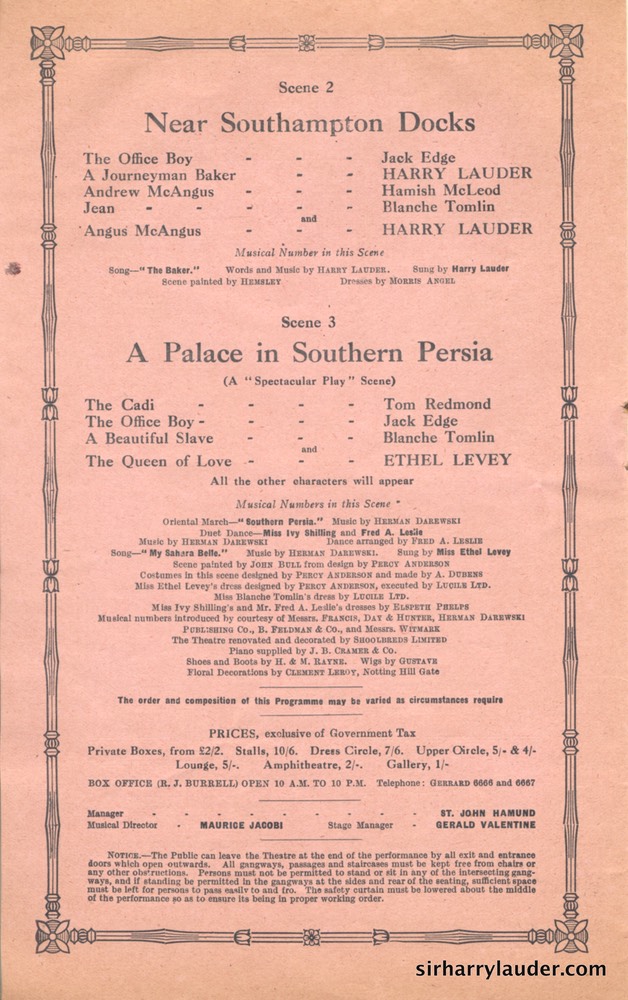 Scene 2
Near Southampton Docks
The Office Boy - - - Jack Edge
A Journeyman Baker - - HARRY LAUDER
Andrew McAngus - - - Hamish McLeod
Jean - - - - - Blanche Tomlin
and
Angus McAngus - - - HARRY LAUDER
Musical Number in this Scene
Song—"The Baker." Words and Music by HARRY LAUDER. Sung by Harry Lauder
Scene painted by HEMSLEY Dresses by MORRIS ANGEL
Scene 3
A Palace in Southern Persia
(A "Spectacular Play" Scene)
The Cadi - - - - Tom Redmond
The Office Boy - - - - Jack Edge
A Beautiful Slave - - - Blanche Tomlin
and
The Queen of Love - - - ETHEL LEVEY
All the other characters will appear
Musical Numbers in this Scene
Oriental March—"Southern Persia." Music by HERMAN DAREWSKI
Duet Dance—Miss Ivy Shilling and Fred A. Leslie
Music by HERMAN DAREWSKI Dance arranged by FRED A. LESLIE
Song—"My Sahara Belle." Music by HERMAN DAREWSKI. Sung by Miss Ethel Levey
Scene painted by JOHN BULL from design by PERCY ANDERSON
Costumes in this scene designed by PERCY ANDERSON and made by A. DUBENS
Miss Ethel Levey's dress designed by PERCY ANDERSON, executed by LUCILE LTD.
Miss Blanche Tomlin's dress by LUCILE LTD.
Miss Ivy Shilling's and Mr. Fred A. Leslie's dresses by ELSPETH PHELPS
Musical numbers introduced by courtesy of Messrs. FRANCIS, DAY & HUNTER, HERMAN DAREWSKI
PUBLISHING CO., B. FELDMAN & CO., and Messrs. WITMARK
The Theatre renovated and decorated by SHOOLBREDS LIMITED
Piano supplied by J. B. CRAMER & CO.
Shoes and Boots by H. & M. RAYNE. Wigs by GUSTAVE
Floral Decorations by CLEMENT LEROY, Notting Hill Gate
The order and composition of this Programme may be varied as circumstances require
PRICES, exclusive of Government Tax
Private Boxes, from £2/2. Stalls, 10/6. Dress Circle, 7/6. Upper Circle, 5/- & 4/-
Lounge, 5/-. Amphitheatre, 2/-. Gallery, 1/-
BOX OFFICE (R. J. BURRELL) OPEN 10 A.M. TO 10 P.M. Telephone: GERRARD 6666 and 6667
Manager - - - - - - - - ST. JOHN HAMUND
Musical Director - MAURICE JACOBI Stage Manager - GERALD VALENTINE
NOTICE.—The Public can leave the Theatre at the end of the performance by all exit and entrance
doors which open outwards. All gangways, passages and staircases must be kept free from chairs or
any other obstructions. Persons must not be permitted to stand or sit in any of the intersecting gang-
ways, and if standing be permitted in the gangways at the sides and rear of the seating, sufficient space
must be left for persons to pass easily to and fro. The safety curtain must be lowered about the middle
of the performance so as to ensure its being in proper working order.
sirharrylauder.com